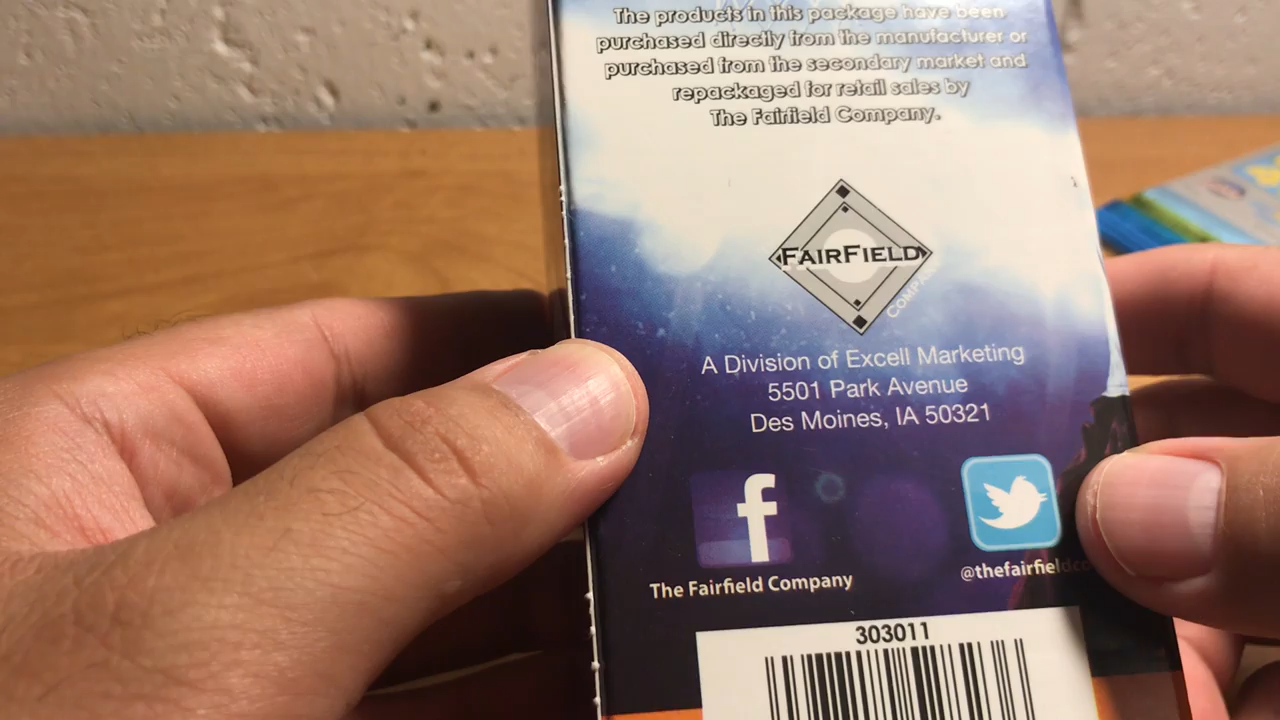 The products in this package have been
purchased directly from the manufacturer or
purchased from the secondary market and
repackaged for retail sales by
The Fairfield Company.
FAIRFIELD
COMPANY
A Division of Excell Marketing
5501 Park Avenue
Des Moines, IA 50321
f
The Fairfield Company
@thefairfieldco
303011